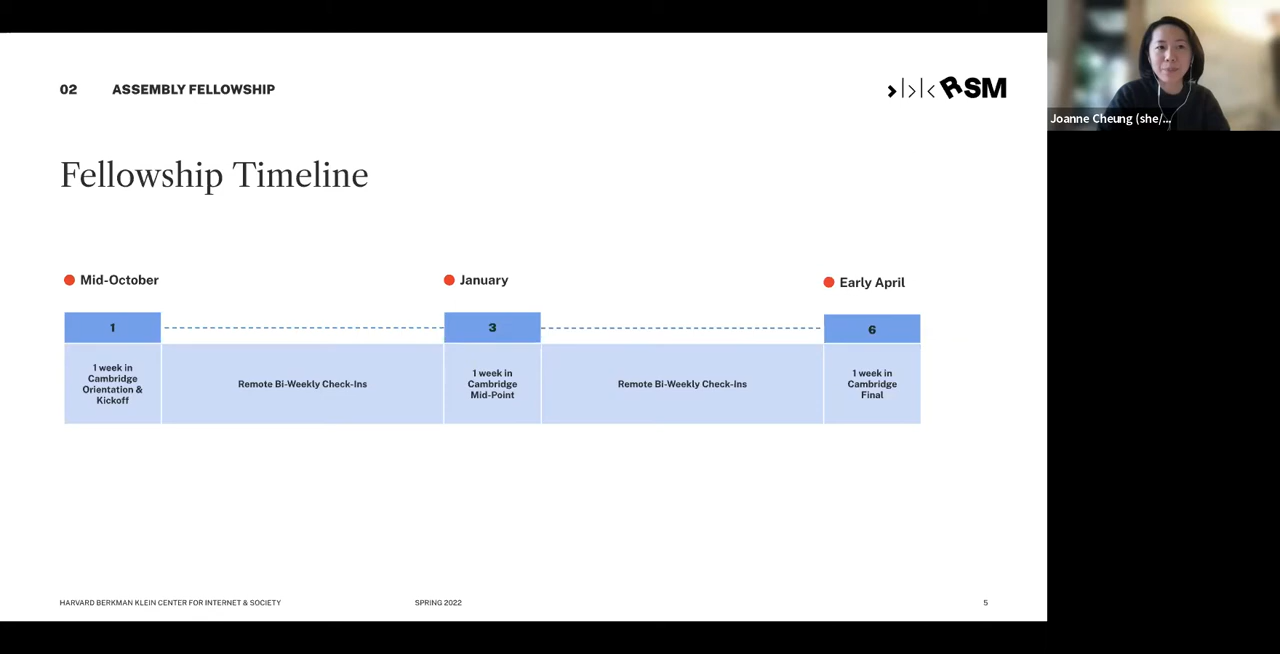 02 ASSEMBLY FELLOWSHIP
RSM
Joanne Cheung (she/...
Fellowship Timeline
Mid-October
January
Early April
1
3
6
1 week in
Cambridge
Orientation &
Kickoff
Remote Bi-Weekly Check-Ins
1 week in
Cambridge
Mid-Point
Remote Bi-Weekly Check-Ins
1 week in
Cambridge
Final
HARVARD BERKMAN KLEIN CENTER FOR INTERNET & SOCIETY
SPRING 2022
5